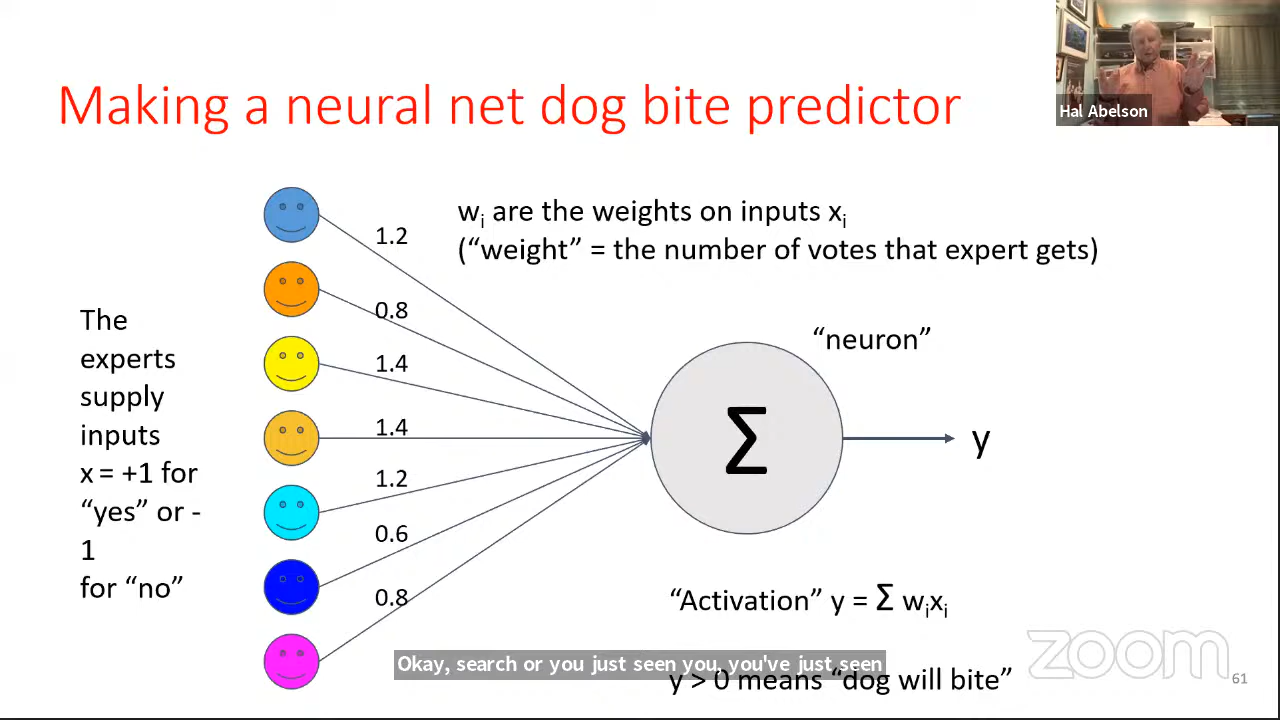 Making a neural net dog bite predictor
Hal Abelson
w_i are the weights on inputs x_i
(“weight” = the number of votes that expert gets)
1.2
0.8
1.4
1.4
1.2
0.6
0.8
The
experts
supply
inputs
x = +1 for
“yes” or -
1
for “no”
“neuron”
Σ
y
“Activation” y = Σ w_ix_i
Okay, search or you just seen you, you've just seen
y > 0 means “dog will bite”
zoom
61